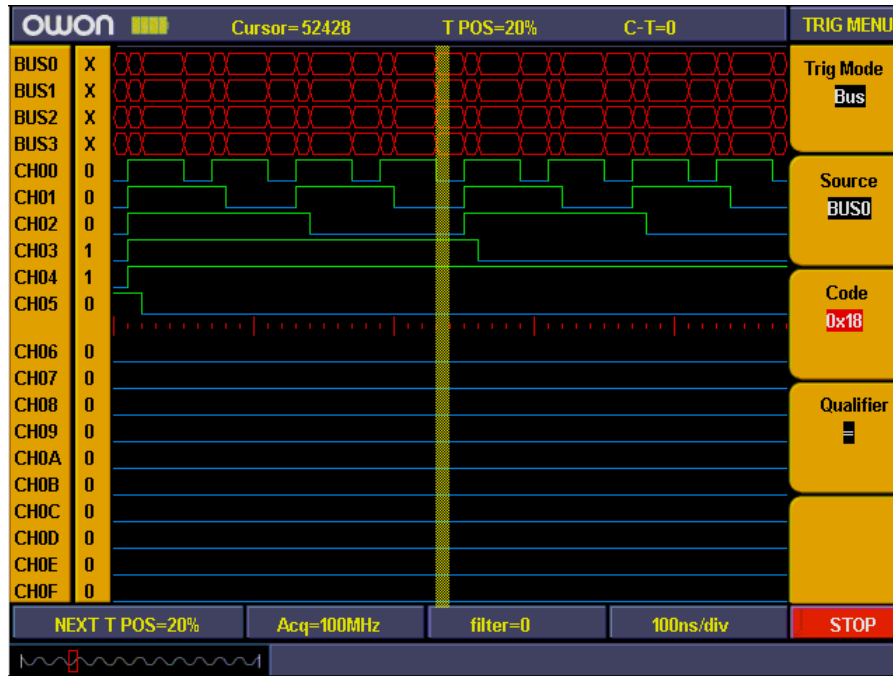 OWON Cursor=52428 T POS=20% C-T=0 TRIG MENU
BUS0 X
BUS1 X
BUS2 X
BUS3 X
CH00 0
CH01 0
CH02 0
CH03 1
CH04 1
CH05 0
CH06 0
CH07 0
CH08 0
CH09 0
CH0A 0
CH0B 0
CH0C 0
CH0D 0
CH0E 0
CH0F 0
Trig Mode
Bus
Source
BUS0
Code
0x18
Qualifier
=
NEXT T POS=20% Acq=100MHz filter=0 100ns/div STOP